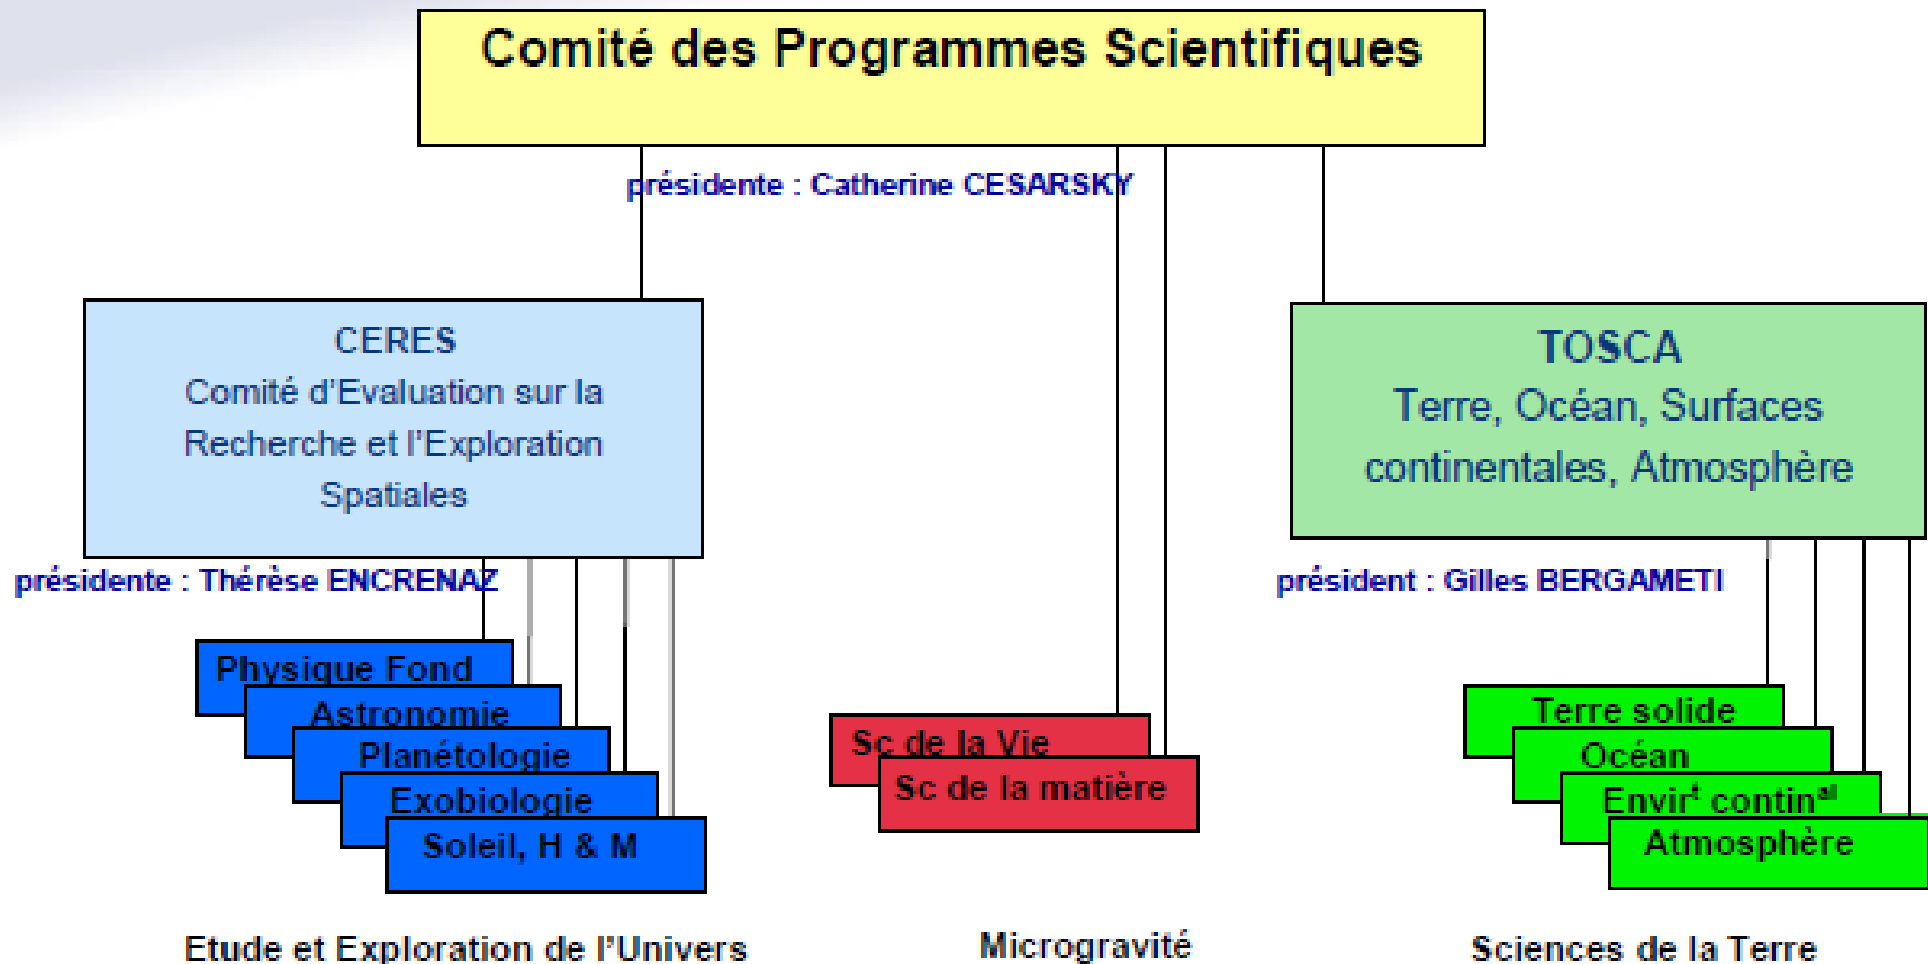 Comité des Programmes Scientifiques
présidente : Catherine CESARSKY
CERES
Comité d'Evaluation sur la
Recherche et l'Exploration
Spatiales
présidente : Thérèse ENCRENAZ
TOSCA
Terre, Océan, Surfaces
continentales, Atmosphère
président : Gilles BERGAMETI
Physique Fond
Astronomie
Planétologie
Exobiologie
Soleil, H & M
Sc de la Vie
Sc de la matière
Terre solide
Océan
Envirᵗ continᵃˡ
Atmosphère
Etude et Exploration de l'Univers
Microgravité
Sciences de la Terre